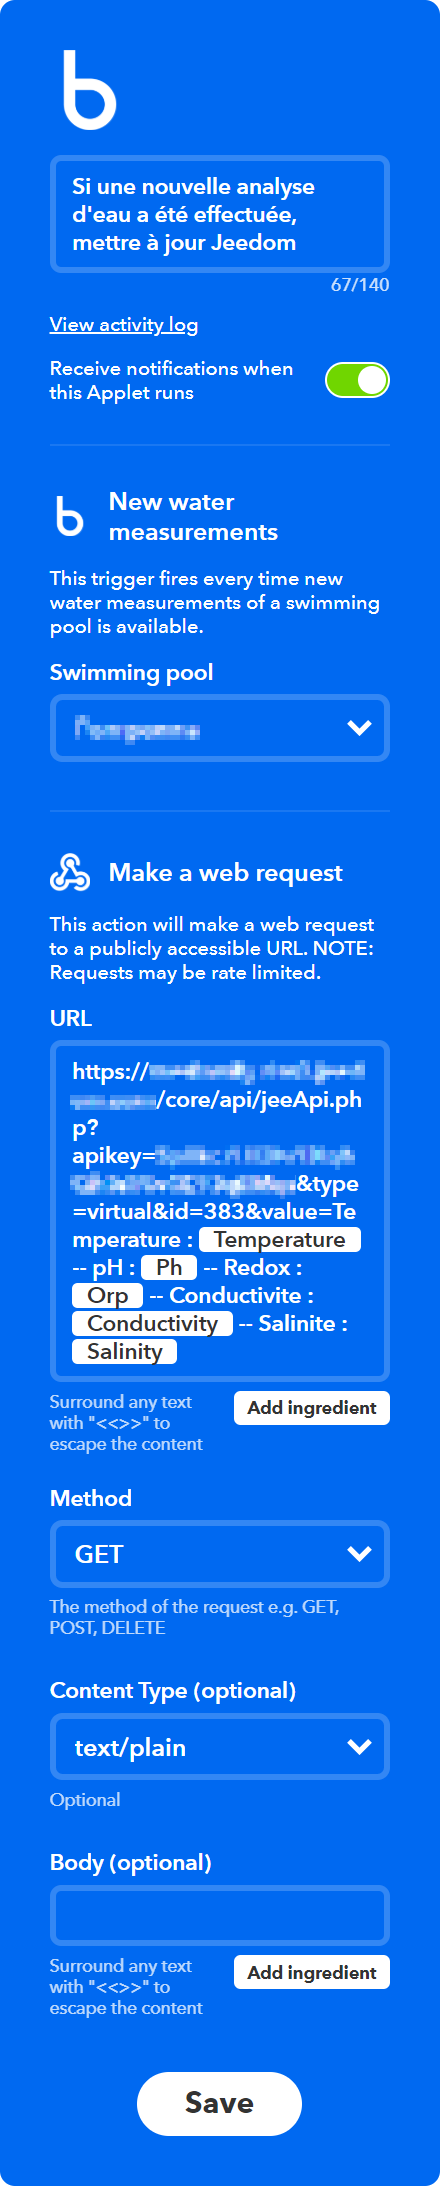 Si une nouvelle analyse
d'eau a été effectuée,
mettre à jour Jeedom
67/140
View activity log
Receive notifications when
this Applet runs
New water
measurements
This trigger fires every time new
water measurements of a swimming
pool is available.
Swimming pool
Make a web request
This action will make a web request
to a publicly accessible URL. NOTE:
Requests may be rate limited.
URL
https://
/core/api/jeeApi.ph
p?
apikey=
&type
=virtual&id=383&value=Te
mperature : Temperature
-- pH : Ph -- Redox :
Orp -- Conductivite :
Conductivity -- Salinite :
Salinity
Surround any text
with "<<>>" to
escape the content
Add ingredient
Method
GET
The method of the request e.g. GET,
POST, DELETE
Content Type (optional)
text/plain
Optional
Body (optional)
Surround any text
with "<<>>" to
escape the content
Add ingredient
Save